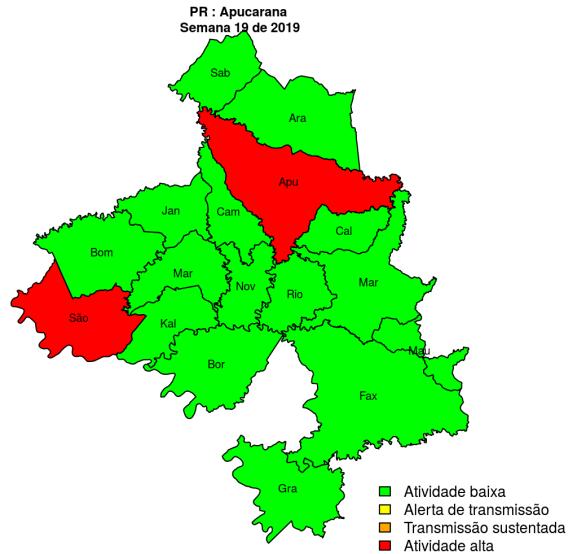 PR : Apucarana
Semana 19 de 2019
Sab
Ara
Apu
Jan
Cam
Cal
Bom
Mar
Nov
Rio
Mar
São
Kal
Mau
Bor
Fax
Gra
Atividade baixa
Alerta de transmissão
Transmissão sustentada
Atividade alta